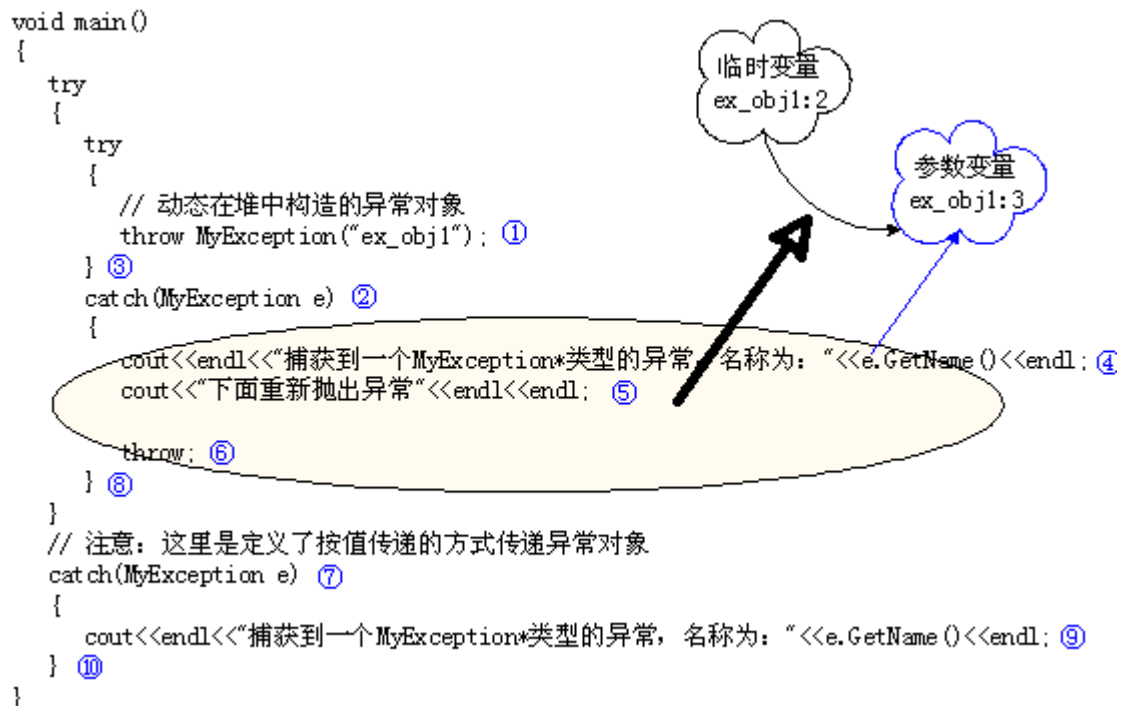 void main()
{
try
{
try
{
// 动态在堆中构造的异常对象
throw MyException("ex_obj1"); ①
} ③
catch(MyException e) ②
{
cout<<endl<<"捕获到一个MyException*类型的异常，名称为："<<e.GetName()<<endl; ④
cout<<"下面重新抛出异常"<<endl<<endl; ⑤
throw; ⑥
} ⑧
}
// 注意：这里是定义了按值传递的方式传递异常对象
catch(MyException e) ⑦
{
cout<<endl<<"捕获到一个MyException*类型的异常，名称为："<<e.GetName()<<endl; ⑨
} ⑩
}
临时变量
ex_obj1:2
参数变量
ex_obj1:3